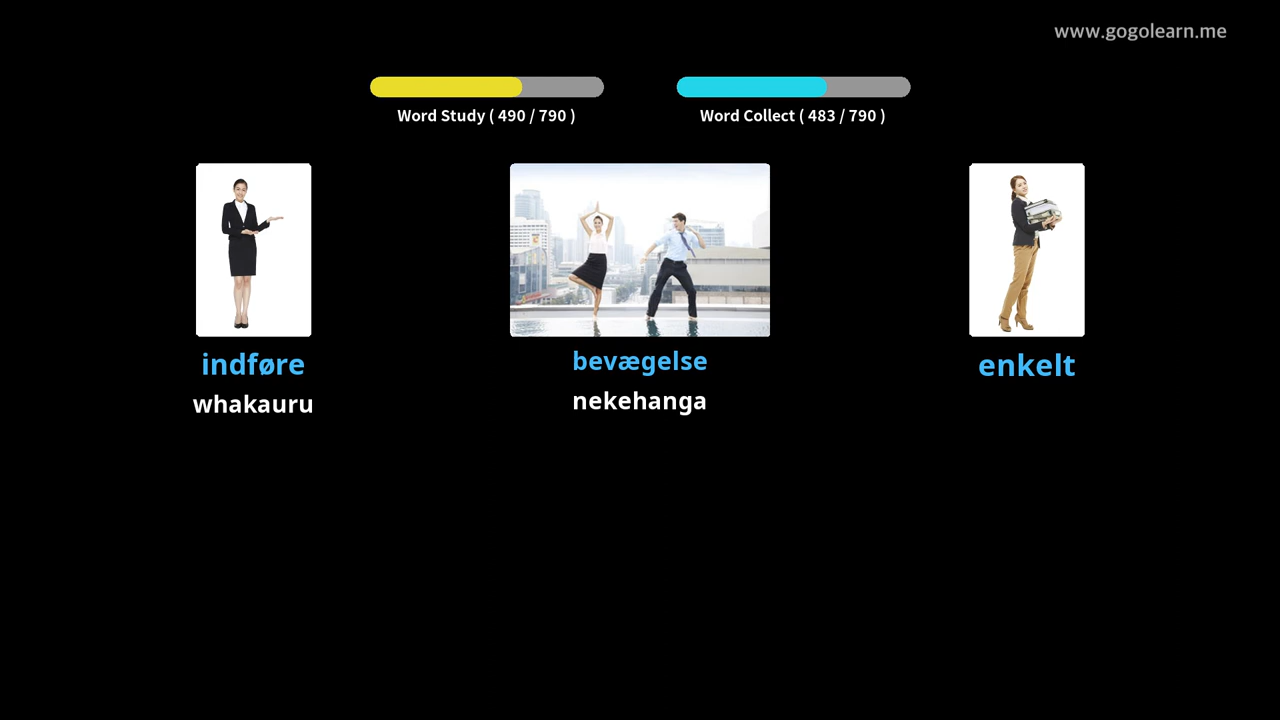 www.gogolearn.me
Word Study ( 490 / 790 )
Word Collect ( 483 / 790 )
indføre
bevægelse
enkelt
whakauru
nekehanga